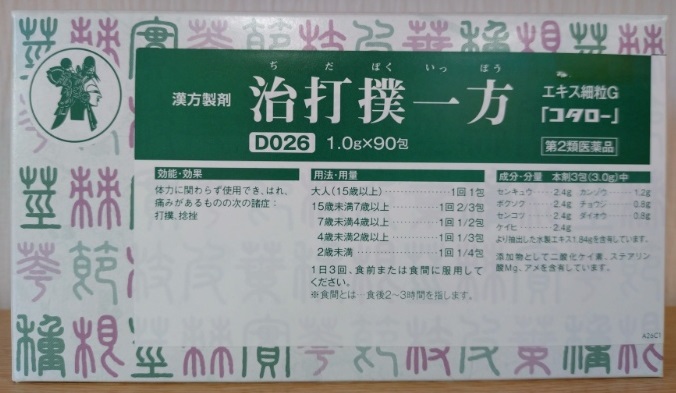 ぢだぼくいっぽう
漢方製剤
治打撲一方
エキス細粒G
「コタロー」
D026
1.0g×90包
第2類医薬品
効能・効果
体力に関わらず使用でき、はれ、
痛みがあるものの次の諸症：
打撲、捻挫
用法・用量
大人(15歳以上)‥‥‥‥‥1回1包
15歳未満7歳以上‥‥‥‥1回2/3包
7歳未満4歳以上‥‥‥‥1回1/2包
4歳未満2歳以上‥‥‥‥1回1/3包
2歳未満‥‥‥‥‥‥‥1回1/4包
1日3回、食前または食間に服用して
ください。
※食間とは…食後2～3時間を指します。
成分・分量 本剤3包(3.0g)中
センキュウ‥‥2.4g カンゾウ‥‥1.2g
ボクソク‥‥2.4g チョウジ‥‥0.8g
センコツ‥‥2.4g ダイオウ‥‥0.8g
ケイヒ‥‥2.4g
より抽出した水製エキス1.84gを含有しています。
添加物として二酸化ケイ素、ステアリン
酸Mg、アメを含有しています。
A26C1